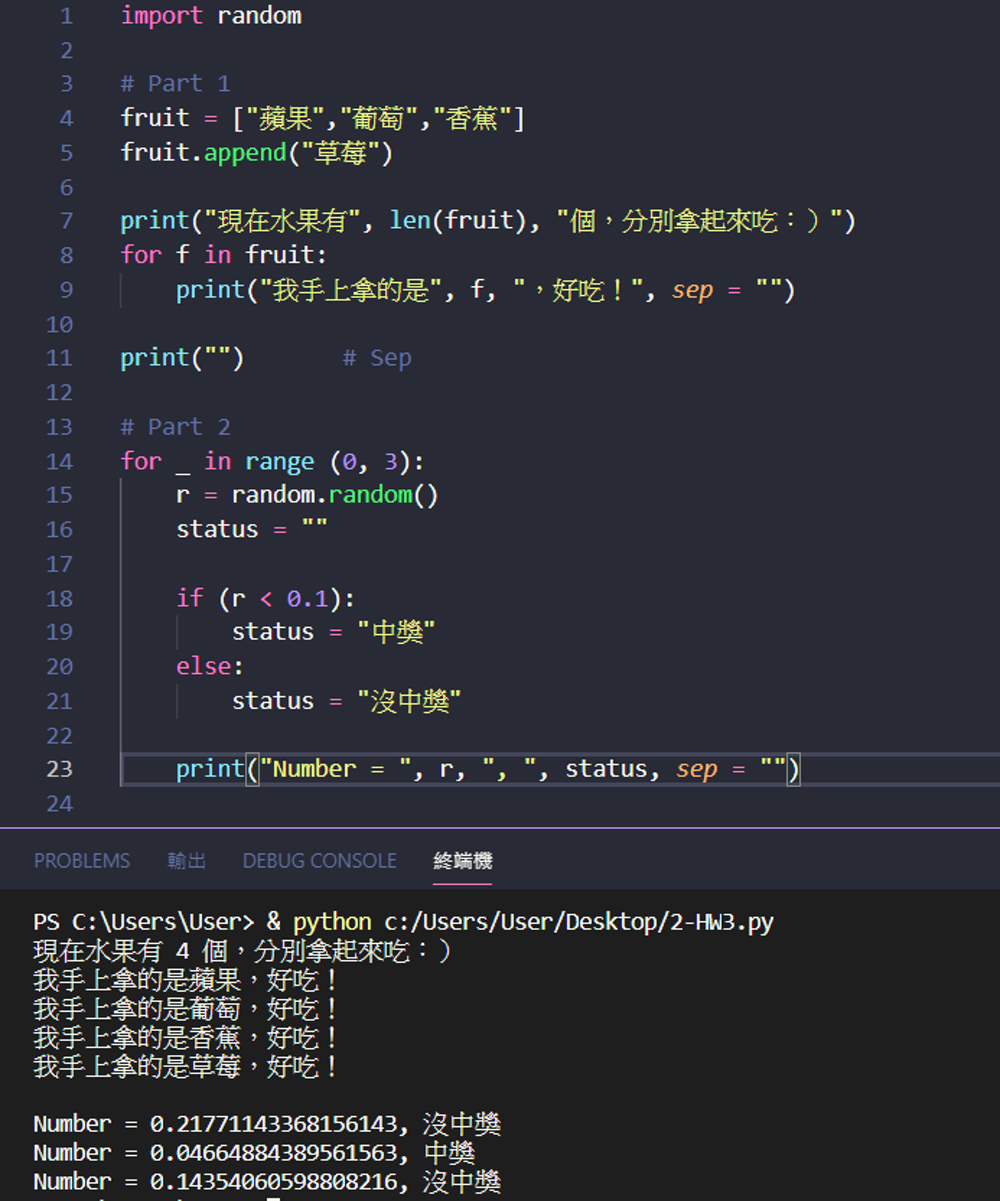 1 import random
2
3 # Part 1
4 fruit = ["蘋果","葡萄","香蕉"]
5 fruit.append("草莓")
6
7 print("現在水果有", len(fruit), "個，分別拿起來吃：）")
8 for f in fruit:
9     print("我手上拿的是", f, "，好吃！", sep = "")
10
11 print("")       # Sep
12
13 # Part 2
14 for _ in range (0, 3):
15     r = random.random()
16     status = ""
17
18     if (r < 0.1):
19         status = "中獎"
20     else:
21         status = "沒中獎"
22
23     print("Number = ", r, ", ", status, sep = "")
24
PROBLEMS 輸出 DEBUG CONSOLE 終端機
PS C:\Users\User> & python c:/Users/User/Desktop/2-HW3.py
現在水果有 4 個，分別拿起來吃：）
我手上拿的是蘋果，好吃！
我手上拿的是葡萄，好吃！
我手上拿的是香蕉，好吃！
我手上拿的是草莓，好吃！

Number = 0.21771143368156143, 沒中獎
Number = 0.04664884389561563, 中獎
Number = 0.14354060598808216, 沒中獎